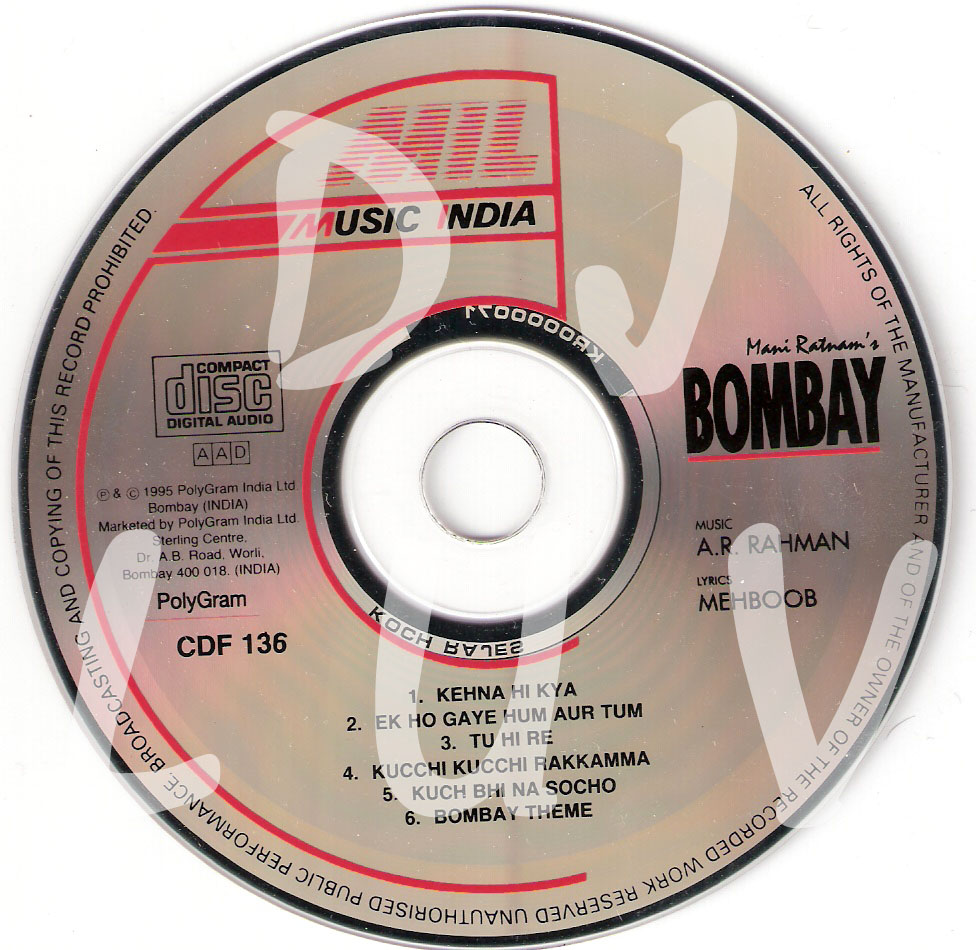 MIL
MUSIC INDIA
ALL RIGHTS OF THE MANUFACTURER AND OF THE OWNER OF THE RECORDED WORK RESERVED UNAUTHORISED PUBLIC PERFORMANCE, BROADCASTING AND COPYING OF THIS RECORD PROHIBITED.
KR00000071
Mani Ratnam's
BOMBAY
COMPACT
disc
DIGITAL AUDIO
AAD
℗ & © 1995 PolyGram India Ltd.
Bombay (INDIA)
Marketed by PolyGram India Ltd.
Sterling Centre,
Dr. A.B. Road, Worli,
Bombay 400 018. (INDIA)
PolyGram
CDF 136
MUSIC
A.R. RAHMAN
LYRICS
MEHBOOB
KOCH RAJES
1. KEHNA HI KYA
2. EK HO GAYE HUM AUR TUM
3. TU HI RE
4. KUCCHI KUCCHI RAKKAMMA
5. KUCH BHI NA SOCHO
6. BOMBAY THEME
DJ
LUV